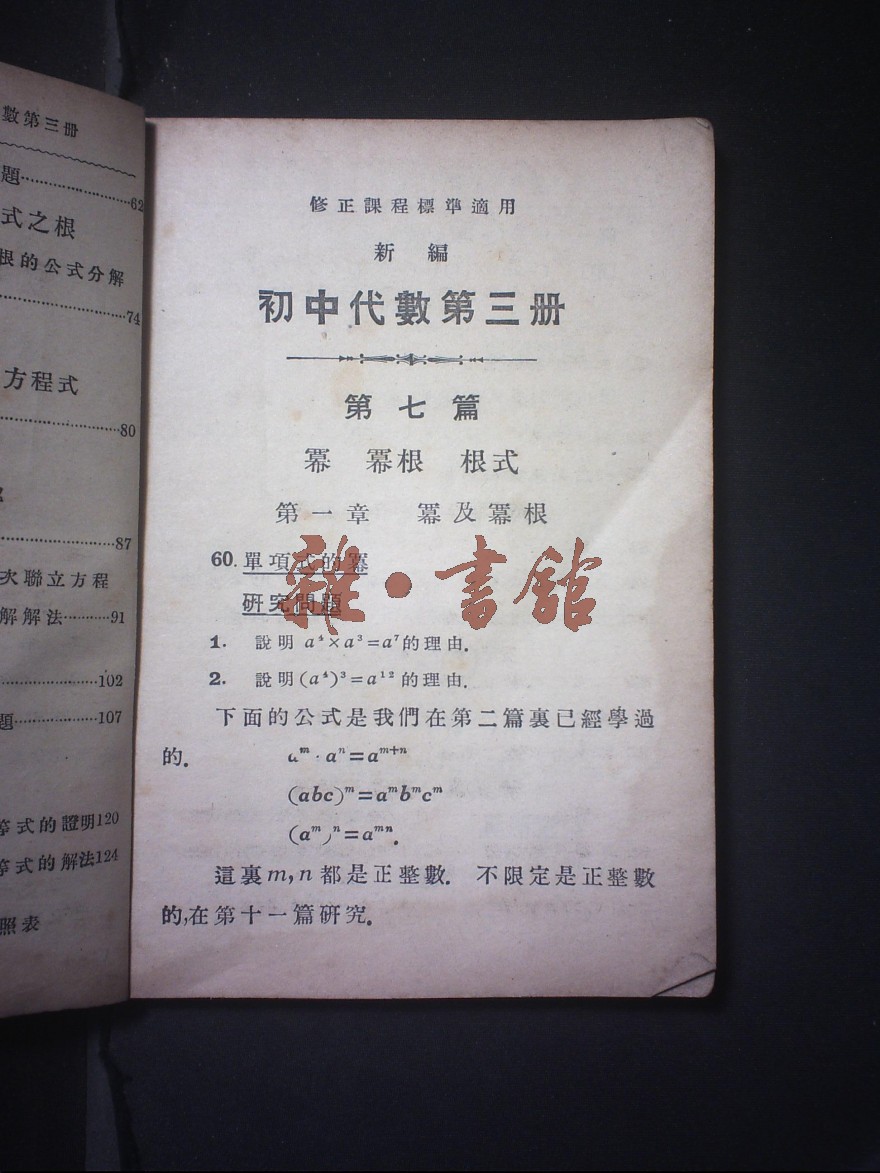 數第三册
題……………62
式之根
根的公式分解
……………74
方程式
……………80
……………87
次聯立方程
解解法………91
……………102
題……………107
等式的證明120
等式的解法124
照表
修正課程標準適用
新編
初中代數第三册
第七篇
冪 冪根 根式
第一章 冪及冪根
60. 單項式的冪
研究問題
雜·書館
1. 說明 a⁴×a³=a⁷的理由.
2. 說明(a⁴)³=a¹²的理由.
下面的公式是我們在第二篇裏已經學過
的. aᵐ·aⁿ=aᵐ⁺ⁿ
(abc)ᵐ=aᵐbᵐcᵐ
(aᵐ)ⁿ=aᵐⁿ.
這裏m,n都是正整數. 不限定是正整數
的,在第十一篇研究.